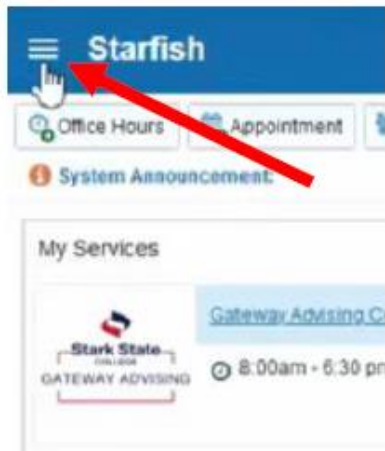 Starfish
Office Hours
Appointment
System Announcement:
My Services
Gateway Advising
8:00am - 6:30
Stark State
COLLEGE
GATEWAY ADVISING